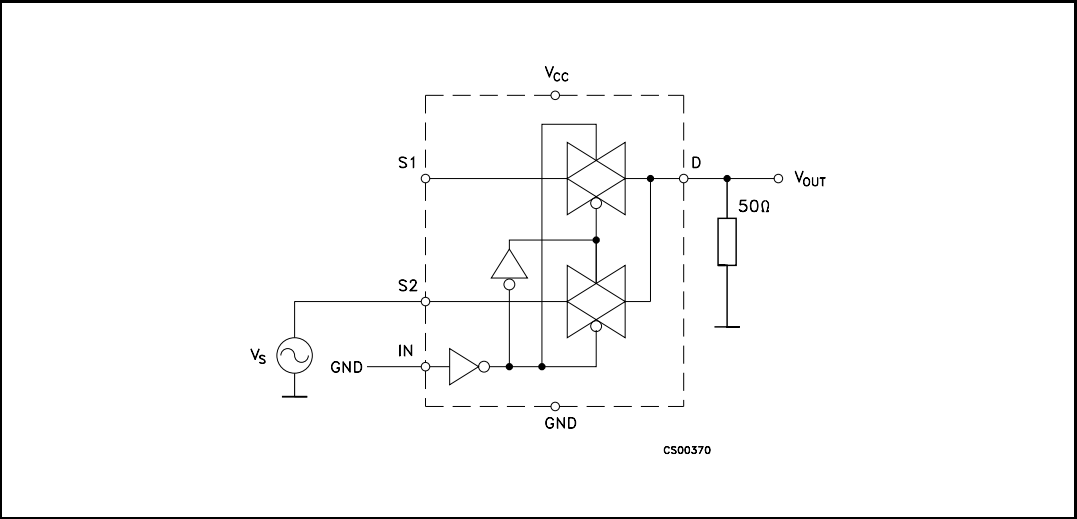 VCC
S1
D
VOUT
50Ω
S2
VS
GND
IN
GND
CS00370